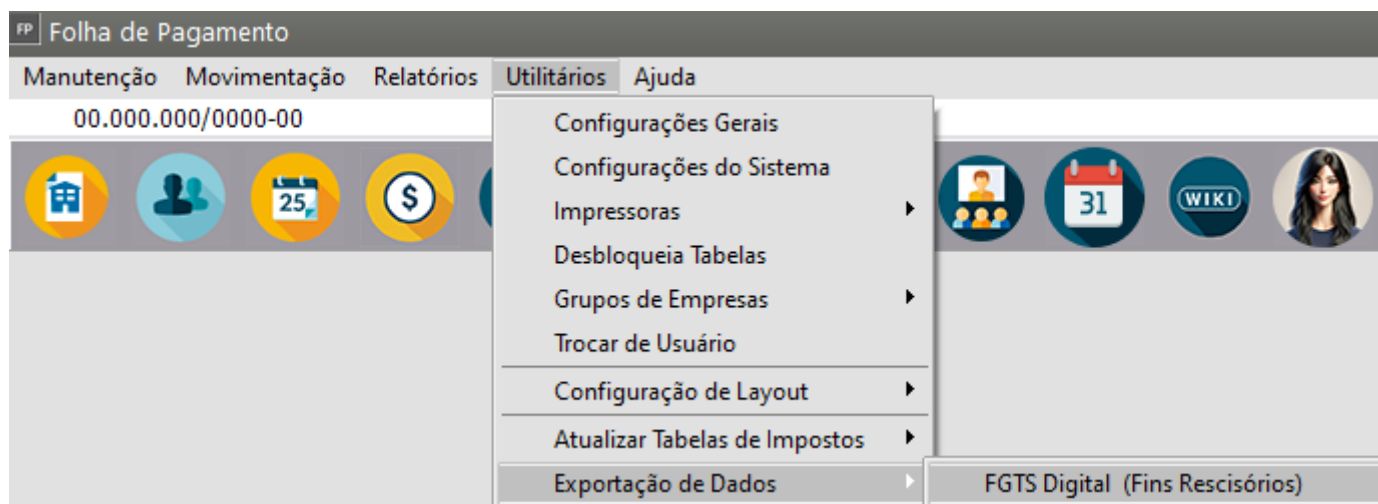 FP Folha de Pagamento
Manutenção Movimentação Relatórios Utilitários Ajuda
00.000.000/0000-00
Configurações Gerais
Configurações do Sistema
25
$
31
WIKI
Impressoras
Desbloqueia Tabelas
Grupos de Empresas
Trocar de Usuário
Configuração de Layout
Atualizar Tabelas de Impostos
Exportação de Dados FGTS Digital (Fins Rescisórios)